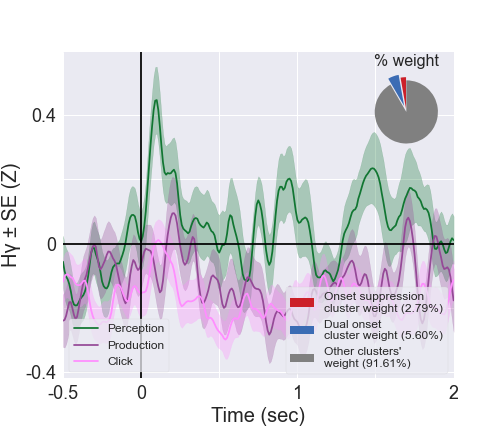 % weight
Hγ ± SE (Z)
0.4
0
-0.4
Perception
Production
Click
Onset suppression
cluster weight (2.79%)
Dual onset
cluster weight (5.60%)
Other clusters'
weight (91.61%)
-0.5
0
1
2
Time (sec)